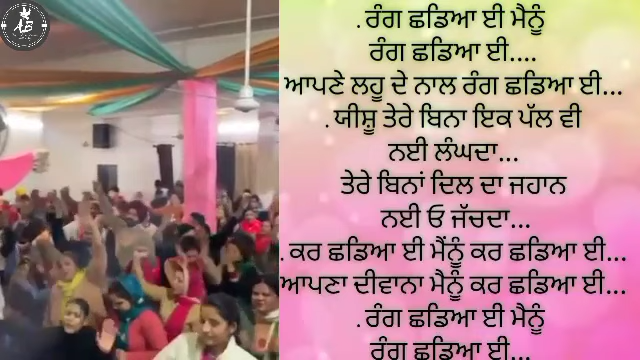 . ਰੰਗ ਛਡਿਆ ਈ ਮੈਨੂੰ
ਰੰਗ ਛਡਿਆ ਈ....
ਆਪਣੇ ਲਹੂ ਦੇ ਨਾਲ ਰੰਗ ਛਡਿਆ ਈ...
. ਯੀਸ਼ੂ ਤੇਰੇ ਬਿਨਾ ਇਕ ਪੱਲ ਵੀ
ਨਈ ਲੰਘਦਾ...
ਤੇਰੇ ਬਿਨਾਂ ਦਿਲ ਦਾ ਜਹਾਨ
ਨਈ ਓ ਜੱਚਦਾ...
. ਕਰ ਛਡਿਆ ਈ ਮੈਂਨੂੰ ਕਰ ਛਡਿਆ ਈ...
ਆਪਣਾ ਦੀਵਾਨਾ ਮੈਨੂੰ ਕਰ ਛਡਿਆ ਈ...
. ਰੰਗ ਛਡਿਆ ਈ ਮੈਨੂੰ
ਰੰਗ ਛਡਿਆ ਈ...